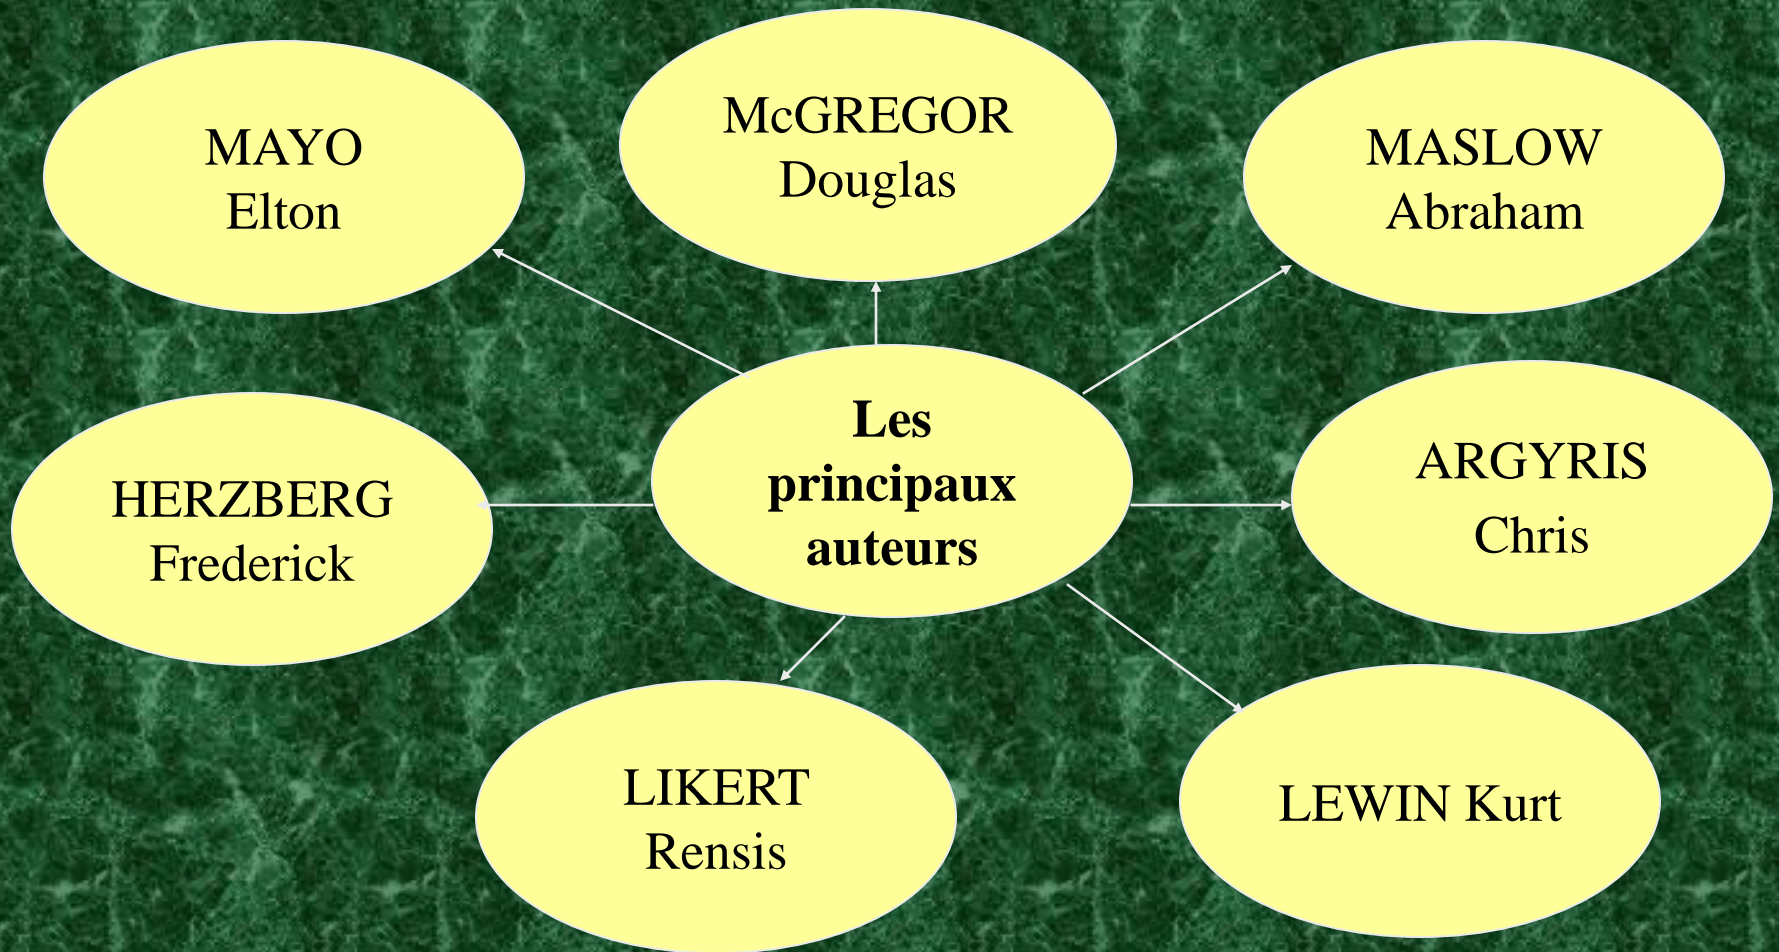 MAYO
Elton
McGREGOR
Douglas
MASLOW
Abraham
HERZBERG
Frederick
Les
principaux
auteurs
ARGYRIS
Chris
LIKERT
Rensis
LEWIN Kurt